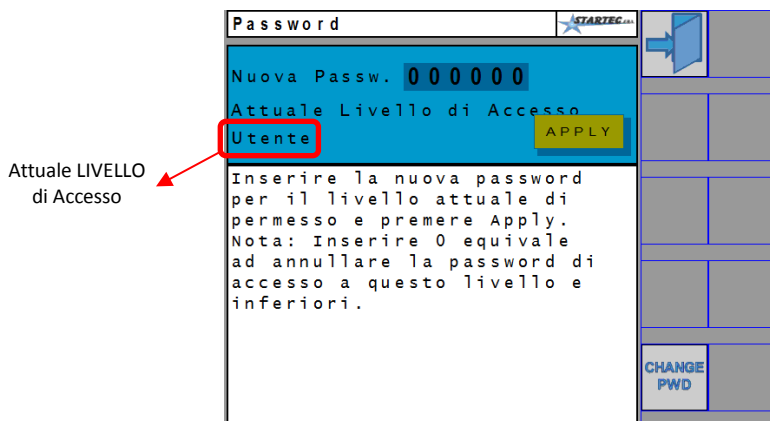 Password
STARTEC s.r.l.
Nuova Passw. 000000
Attuale Livello di Accesso
Utente
APPLY
Attuale LIVELLO
di Accesso
Inserire la nuova password
per il livello attuale di
permesso e premere Apply.
Nota: Inserire 0 equivale
ad annullare la password di
accesso a questo livello e
inferiori.
CHANGE
PWD